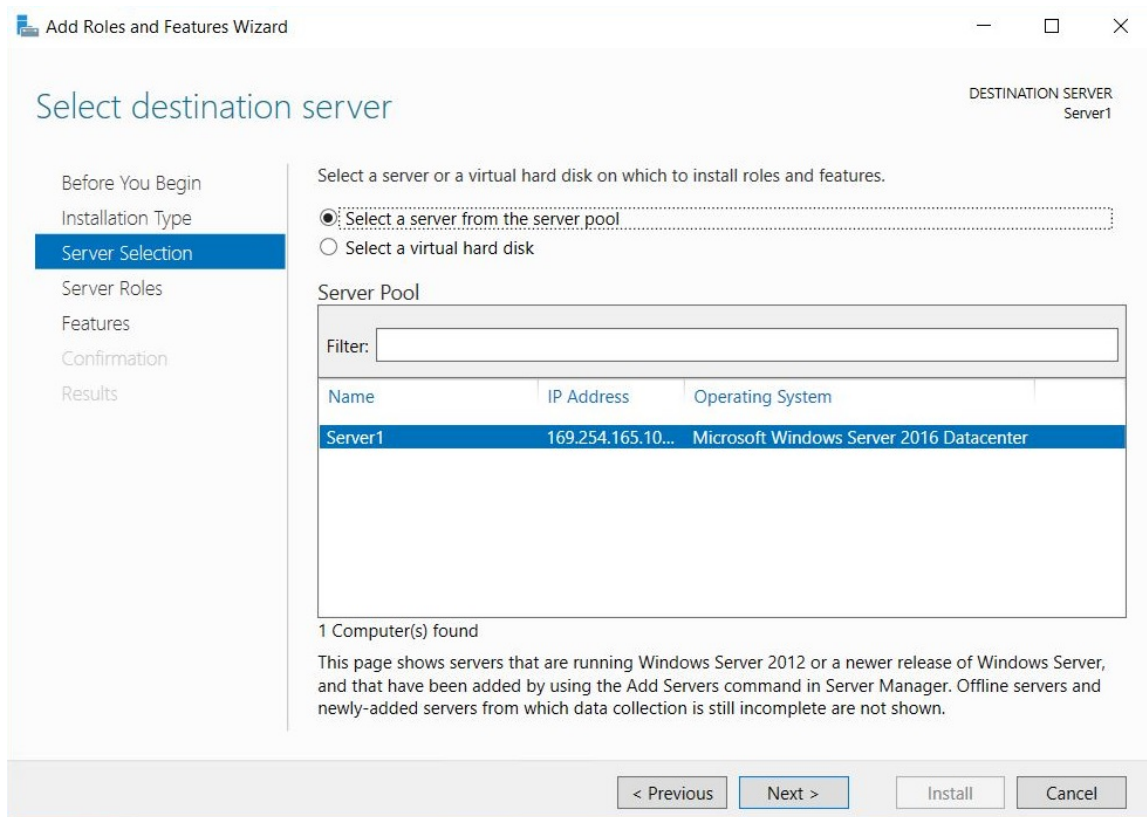 Add Roles and Features Wizard
Select destination server
DESTINATION SERVER
Server1
Before You Begin
Installation Type
Server Selection
Server Roles
Features
Confirmation
Results
Select a server or a virtual hard disk on which to install roles and features.
Select a server from the server pool
Select a virtual hard disk
Server Pool
Filter:
Name IP Address Operating System
Server1 169.254.165.10... Microsoft Windows Server 2016 Datacenter
1 Computer(s) found
This page shows servers that are running Windows Server 2012 or a newer release of Windows Server,
and that have been added by using the Add Servers command in Server Manager. Offline servers and
newly-added servers from which data collection is still incomplete are not shown.
< Previous Next > Install Cancel